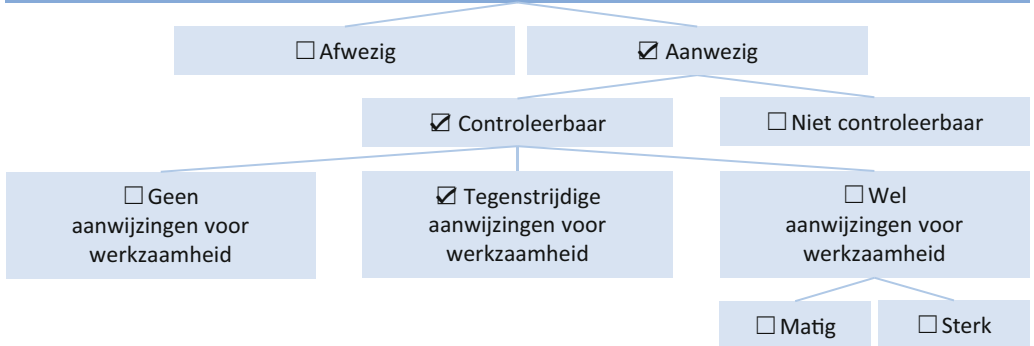 ☐ Afwezig
☑ Aanwezig
☑ Controleerbaar
☐ Niet controleerbaar
☐ Geen
aanwijzingen voor
werkzaamheid
☑ Tegenstrijdige
aanwijzingen voor
werkzaamheid
☐ Wel
aanwijzingen voor
werkzaamheid
☐ Matig
☐ Sterk